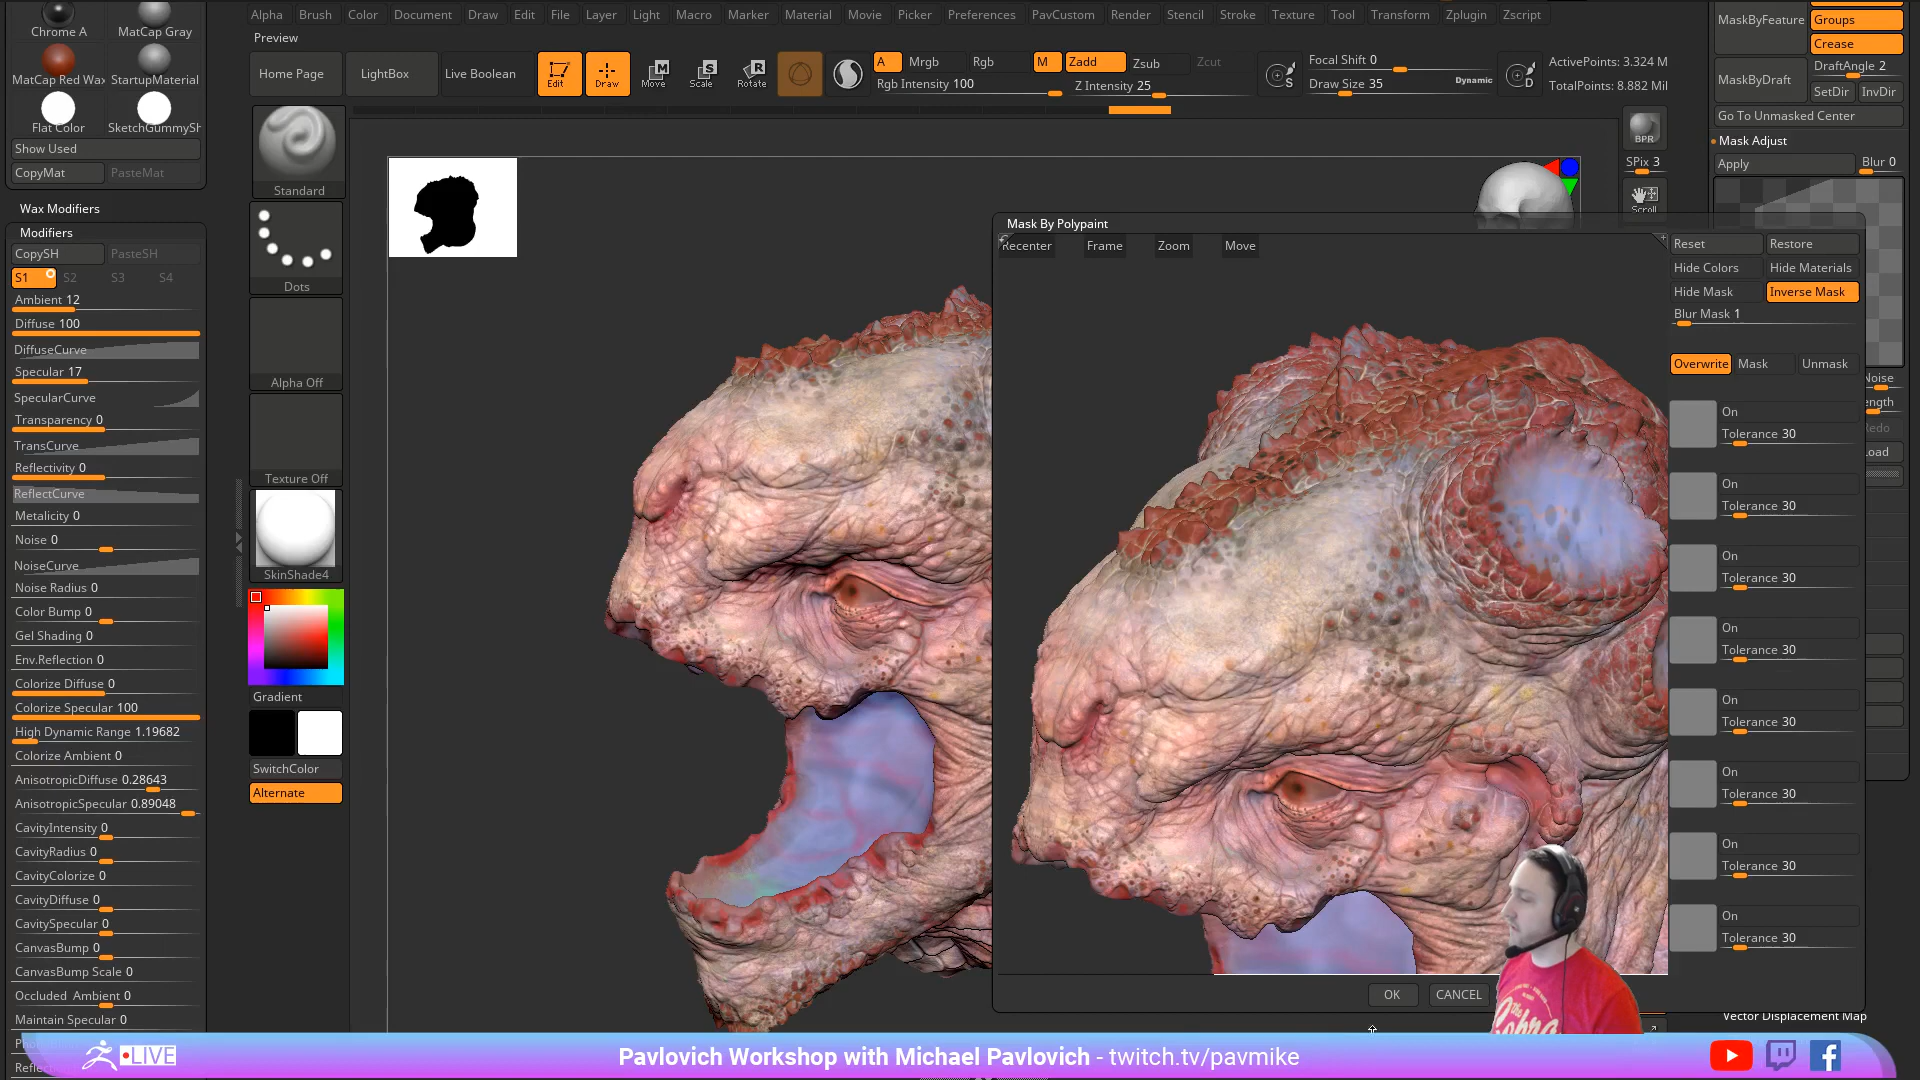 Alpha Brush Color Document Draw Edit File Layer Light Macro Marker Material Movie Picker Preferences PavCustom Render Stencil Stroke Texture Tool Transform Zplugin Zscript
Preview
Home Page LightBox Live Boolean Edit Draw Move Scale Rotate
A Mrgb Rgb M Zadd Zsub Zcut
Rgb Intensity 100 Z Intensity 25
Focal Shift 0
Draw Size 35 Dynamic
S D
ActivePoints: 3.324 M
TotalPoints: 8.882 Mil
Chrome A MatCap Gray
MatCap Red Wax StartupMaterial
Flat Color SketchGummySh
Show Used
CopyMat PasteMat
Wax Modifiers
Modifiers
CopySH PasteSH
S1 S2 S3 S4
Ambient 12
Diffuse 100
DiffuseCurve
Specular 17
SpecularCurve
Transparency 0
TransCurve
Reflectivity 0
ReflectCurve
Metalicity 0
Noise 0
NoiseCurve
Noise Radius 0
Color Bump 0
Gel Shading 0
Env.Reflection 0
Colorize Diffuse 0
Colorize Specular 100
High Dynamic Range 1.19682
Colorize Ambient 0
AnisotropicDiffuse 0.28643
AnisotropicSpecular 0.89048
CavityIntensity 0
CavityRadius 0
CavityColorize 0
CavityDiffuse 0
CavitySpecular 0
CanvasBump 0
CanvasBump Scale 0
Occluded Ambient 0
Maintain Specular 0
Standard
Dots
Alpha Off
Texture Off
SkinShade4
Gradient
SwitchColor
Alternate
BPR
SPix 3
Scroll
MaskByFeature Groups
Crease
MaskByDraft DraftAngle 2
SetDir InvDir
Go To Unmasked Center
Mask Adjust
Apply Blur 0
Noise
ength
edo
oad
Mask By Polypaint
Recenter Frame Zoom Move
Reset Restore
Hide Colors Hide Materials
Hide Mask Inverse Mask
Blur Mask 1
Overwrite Mask Unmask
On
Tolerance 30
On
Tolerance 30
On
Tolerance 30
On
Tolerance 30
On
Tolerance 30
On
Tolerance 30
On
Tolerance 30
On
Tolerance 30
OK CANCEL
Vector Displacement Map
LIVE
Pavlovich Workshop with Michael Pavlovich - twitch.tv/pavmike